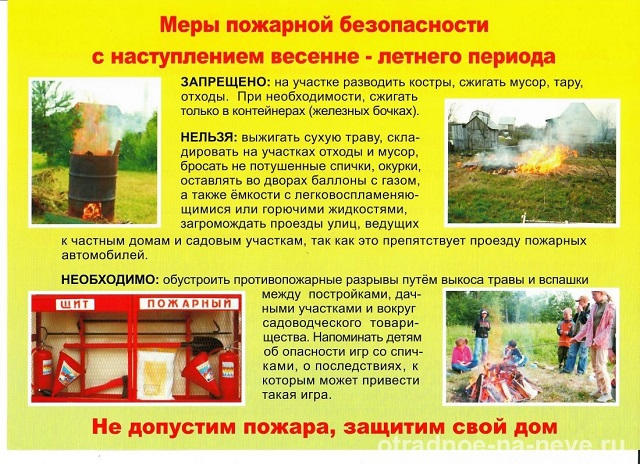 Меры пожарной безопасности
с наступлением весенне - летнего периода
ЗАПРЕЩЕНО: на участке разводить костры, сжигать мусор, тару,
отходы. При необходимости, сжигать
только в контейнерах (железных бочках).
НЕЛЬЗЯ: выжигать сухую траву, скла-
дировать на участках отходы и мусор,
бросать не потушенные спички, окурки,
оставлять во дворах баллоны с газом,
а также ёмкости с легковоспламеняю-
щимися или горючими жидкостями,
загромождать проезды улиц, ведущих
к частным домам и садовым участкам, так как это препятствует проезду пожарных
автомобилей.
НЕОБХОДИМО: обустроить противопожарные разрывы путём выкоса травы и вспашки
между постройками, дач-
ными участками и вокруг
садоводческого товари-
щества. Напоминать детям
об опасности игр со спич-
ками, о последствиях, к
которым может привести
такая игра.
ЩИТ ПОЖАРНЫЙ
Не допустим пожара, защитим свой дом
otradnoe-na-neve.ru